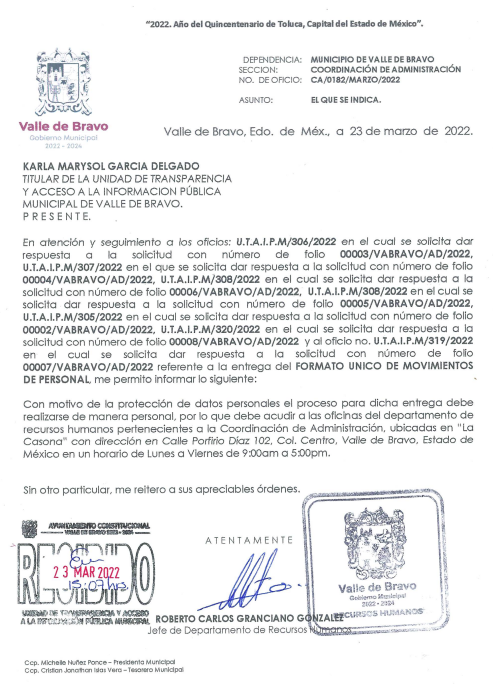 "2022. Año del Quincentenario de Toluca, Capital del Estado de México".
DEPENDENCIA: MUNICIPIO DE VALLE DE BRAVO
SECCION: COORDINACIÓN DE ADMINISTRACIÓN
NO. DE OFICIO: CA/0182/MARZO/2022
ASUNTO: EL QUE SE INDICA.
Valle de Bravo
Gobierno Municipal
2022 - 2024
Valle de Bravo, Edo. de Méx., a 23 de marzo de 2022.
KARLA MARYSOL GARCIA DELGADO
TITULAR DE LA UNIDAD DE TRANSPARENCIA
Y ACCESO A LA INFORMACION PÚBLICA
MUNICIPAL DE VALLE DE BRAVO.
P R E S E N T E.
En atención y seguimiento a los oficios: U.T.A.I.P.M/306/2022 en el cual se solicita dar
respuesta a la solicitud con número de folio 00003/VABRAVO/AD/2022,
U.T.A.I.P.M/307/2022 en el que se solicita dar respuesta a la solicitud con número de folio
00004/VABRAVO/AD/2022, U.T.A.I.P.M/308/2022 en el cual se solicita dar respuesta a la
solicitud con número de folio 00006/VABRAVO/AD/2022, U.T.A.I.P.M/308/2022 en el cual se
solicita dar respuesta a la solicitud con número de folio 00005/VABRAVO/AD/2022,
U.T.A.I.P.M/305/2022 en el cual se solicita dar respuesta a la solicitud con número de folio
00002/VABRAVO/AD/2022, U.T.A.I.P.M/320/2022 en el cual se solicita dar respuesta a la
solicitud con número de folio 00008/VABRAVO/AD/2022 y al oficio no. U.T.A.I.P.M/319/2022
en el cual se solicita dar respuesta a la solicitud con número de folio
00007/VABRAVO/AD/2022 referente a la entrega del FORMATO UNICO DE MOVIMIENTOS
DE PERSONAL, me permito informar lo siguiente:
Con motivo de la protección de datos personales el proceso para dicha entrega debe
realizarse de manera personal, por lo que debe acudir a las oficinas del departamento de
recursos humanos pertenecientes a la Coordinación de Administración, ubicadas en "La
Casona" con dirección en Calle Porfirio Díaz 102, Col. Centro, Valle de Bravo, Estado de
México en un horario de Lunes a Viernes de 9:00am a 5:00pm.
Sin otro particular, me reitero a sus apreciables órdenes.
AYUNTAMIENTO CONSTITUCIONAL
VALLE DE BRAVO 2022 - 2024
RECIBIDO
23 MAR 2022
15:09 hrs
UNIDAD DE TRANSPARENCIA Y ACCESO
A LA INFORMACIÓN PÚBLICA MUNICIPAL
ATENTAMENTE
ROBERTO CARLOS GRANCIANO GONZALEZ
Jefe de Departamento de Recursos Humanos
Valle de Bravo
Gobierno Municipal
2022 - 2024
RECURSOS HUMANOS
Ccp. Michelle Nuñez Ponce – Presidenta Municipal
Ccp. Cristian Jonathan Islas Vera – Tesorero Municipal